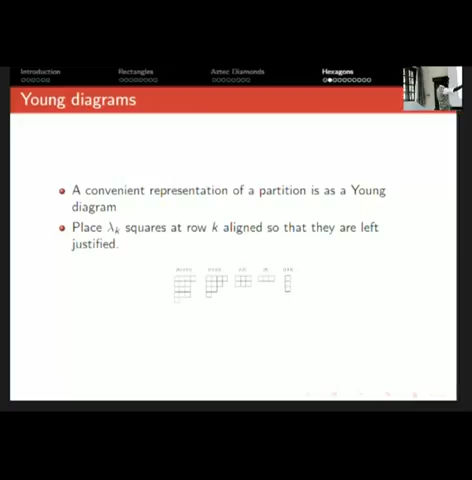 Introduction Rectangles Aztec Diamonds Hexagons
Young diagrams
A convenient representation of a partition is as a Young
diagram
Place λk squares at row k aligned so that they are left
justified.